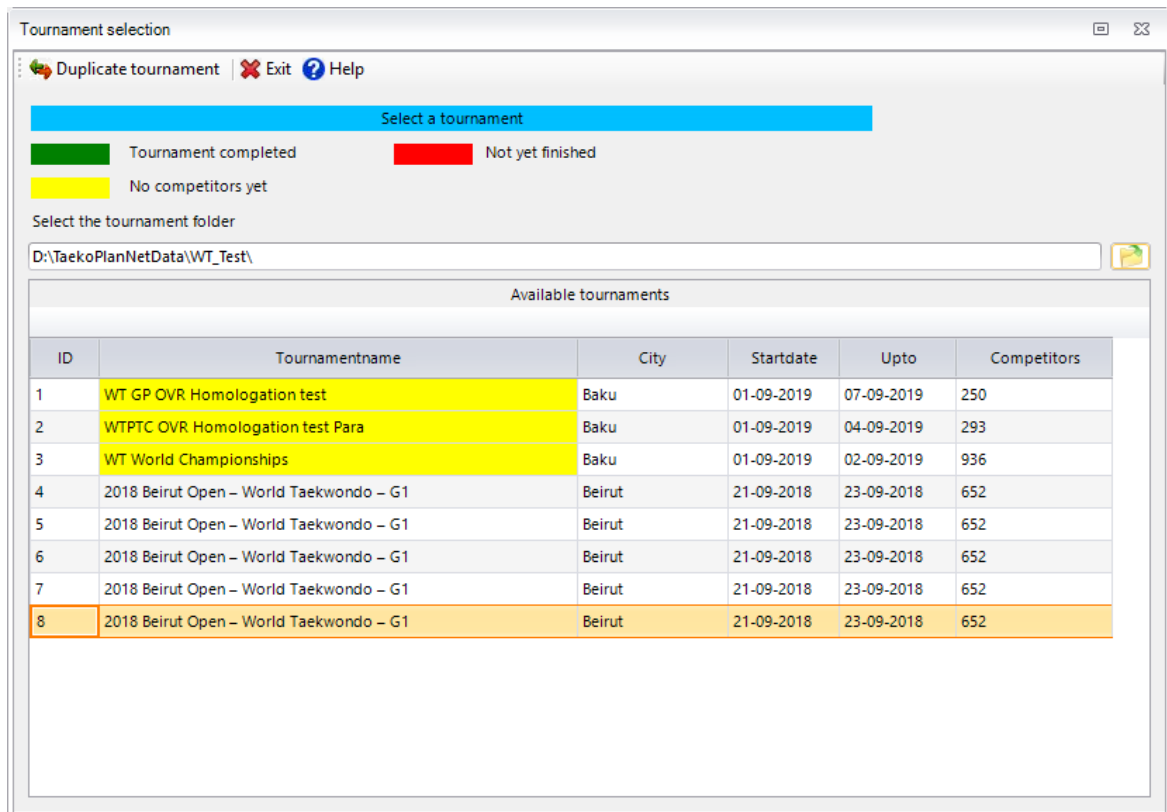 Tournament selection
Duplicate tournament Exit Help
Select a tournament
Tournament completed Not yet finished
No competitors yet
Select the tournament folder
D:\TaekoPlanNetData\WT_Test\
Available tournaments
ID Tournamentname City Startdate Upto Competitors
1 WT GP OVR Homologation test Baku 01-09-2019 07-09-2019 250
2 WTPTC OVR Homologation test Para Baku 01-09-2019 04-09-2019 293
3 WT World Championships Baku 01-09-2019 02-09-2019 936
4 2018 Beirut Open – World Taekwondo – G1 Beirut 21-09-2018 23-09-2018 652
5 2018 Beirut Open – World Taekwondo – G1 Beirut 21-09-2018 23-09-2018 652
6 2018 Beirut Open – World Taekwondo – G1 Beirut 21-09-2018 23-09-2018 652
7 2018 Beirut Open – World Taekwondo – G1 Beirut 21-09-2018 23-09-2018 652
8 2018 Beirut Open – World Taekwondo – G1 Beirut 21-09-2018 23-09-2018 652